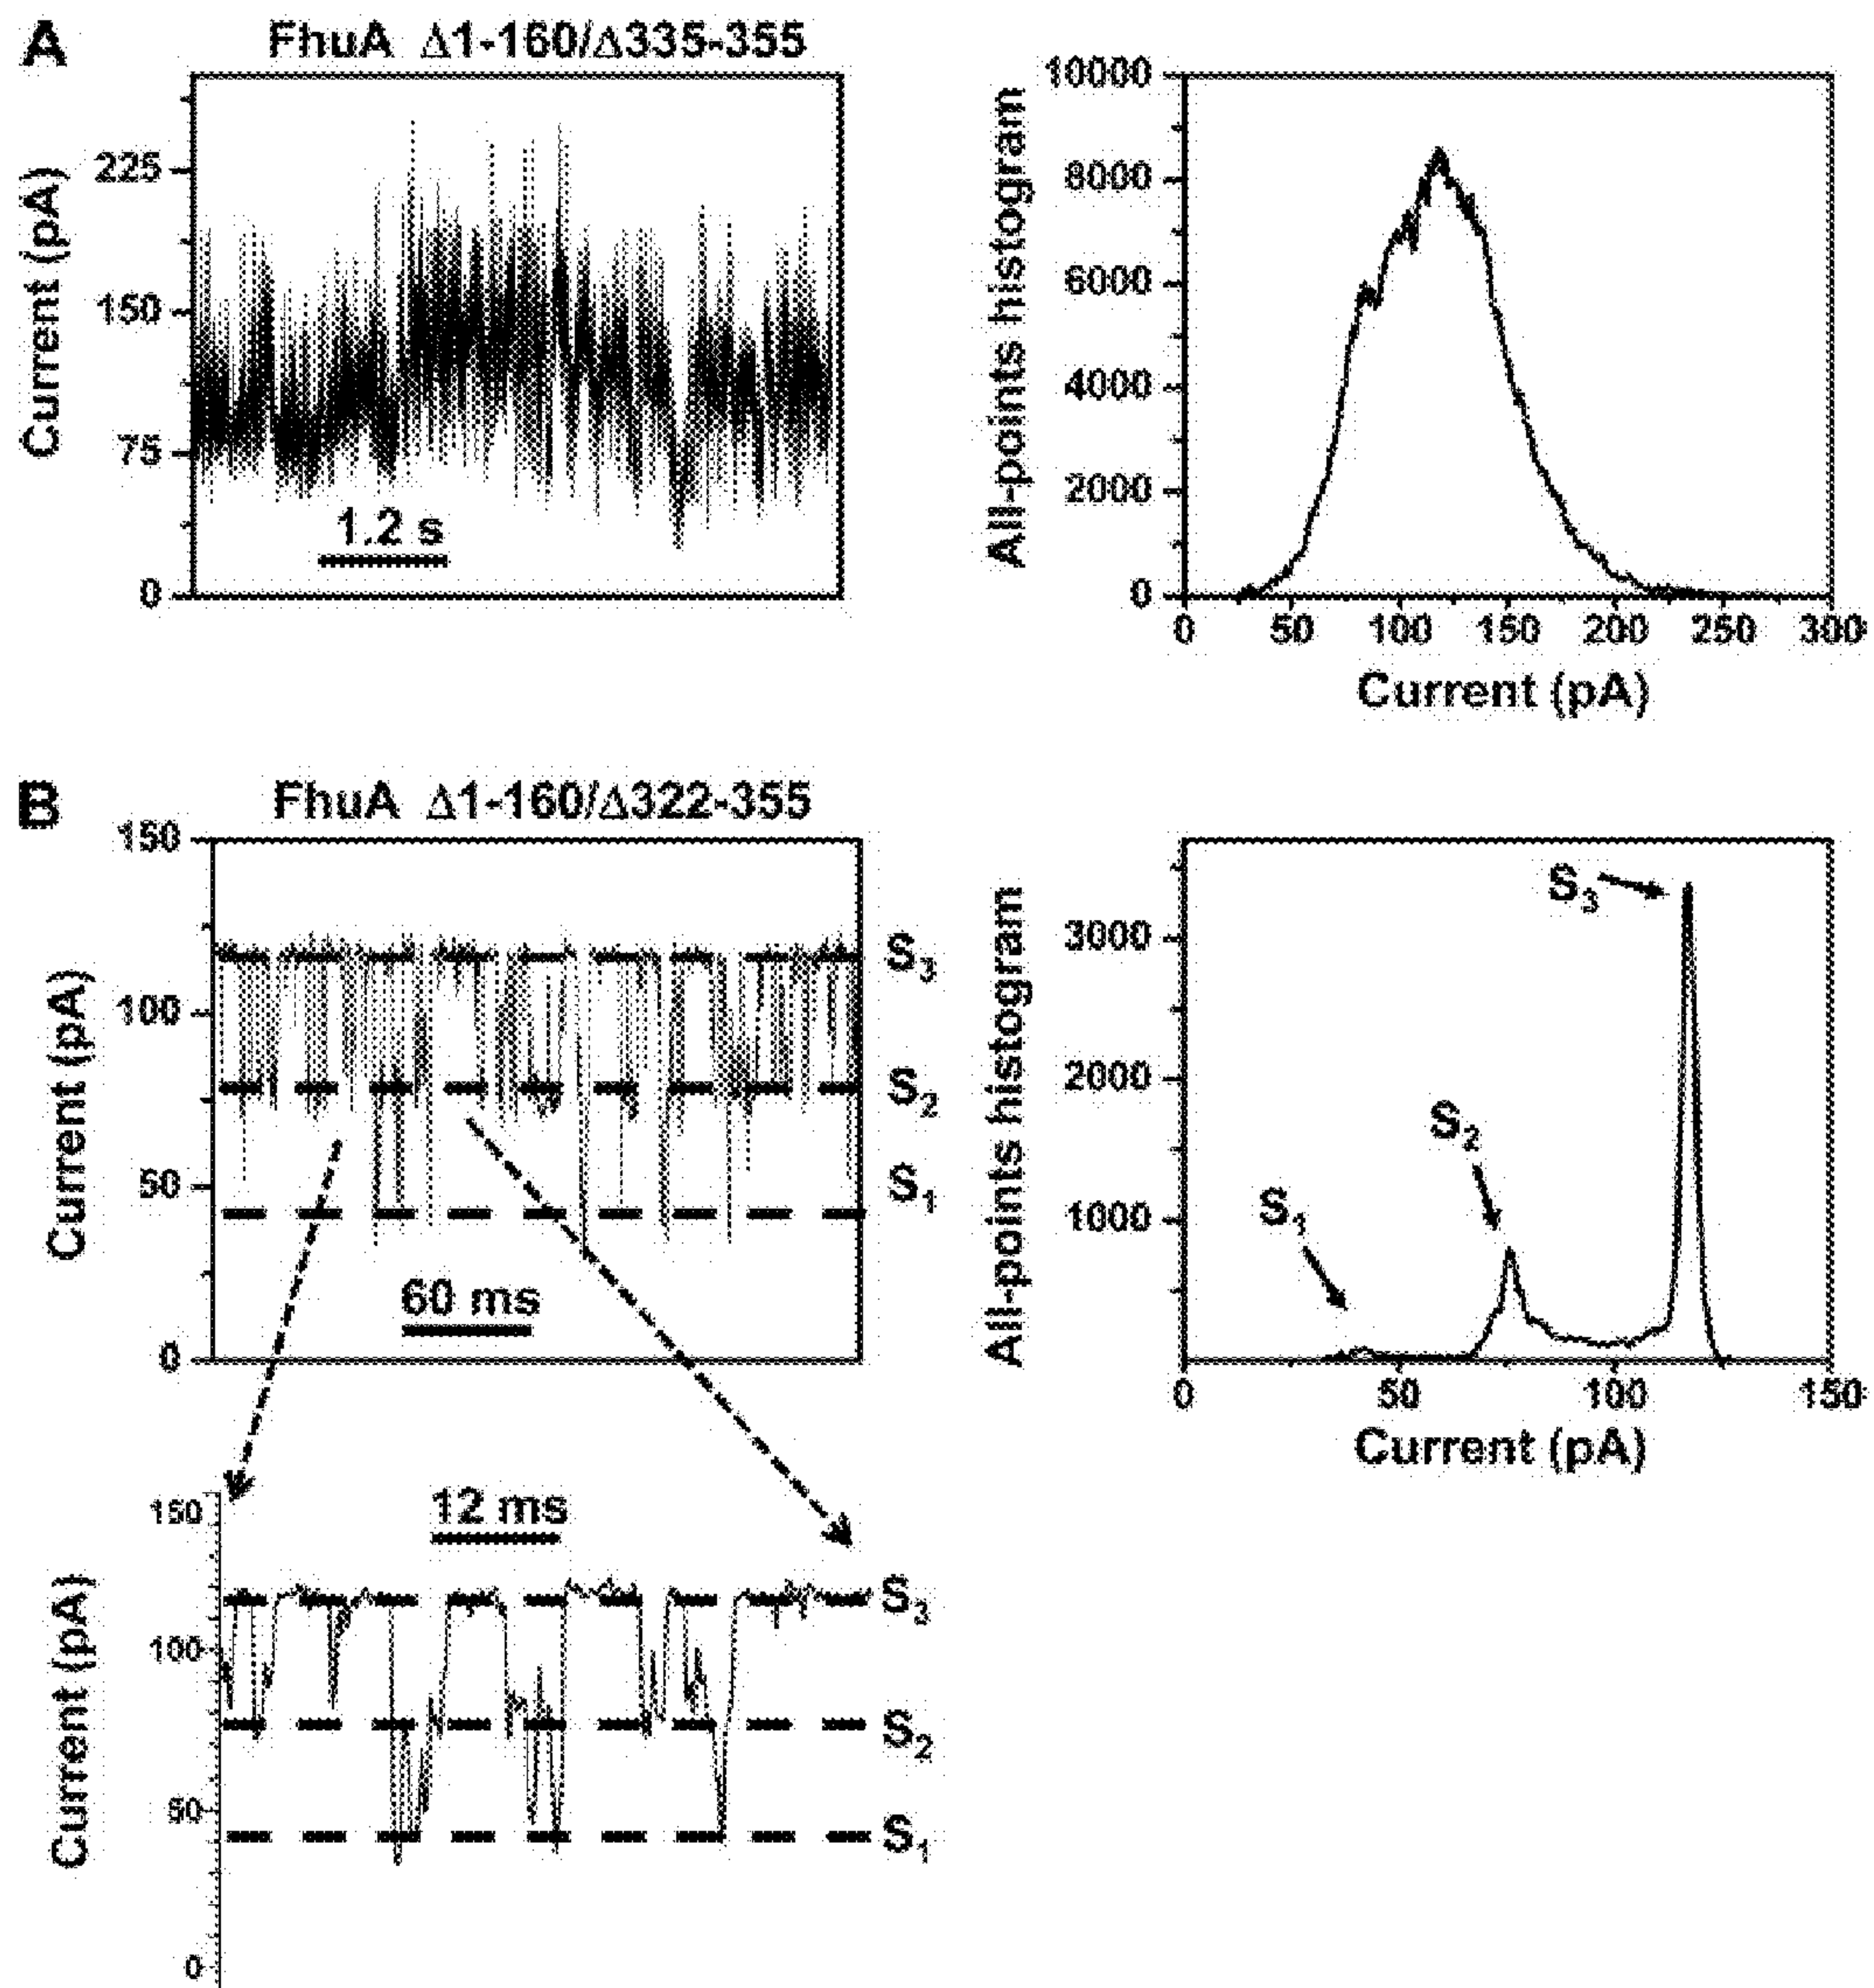 A
FhuA Δ1-160/Δ335-355
Current (pA)
225
150
75
0
1.2 s
All-points histogram
10000
8000
6000
4000
2000
0
0 50 100 150 200 250 300
Current (pA)
B
FhuA Δ1-160/Δ322-355
Current (pA)
150
100
50
0
S3
S2
S1
60 ms
All-points histogram
3000
2000
1000
S1
S2
S3
0 50 100 150
Current (pA)
Current (pA)
150
100
50
0
12 ms
S3
S2
S1